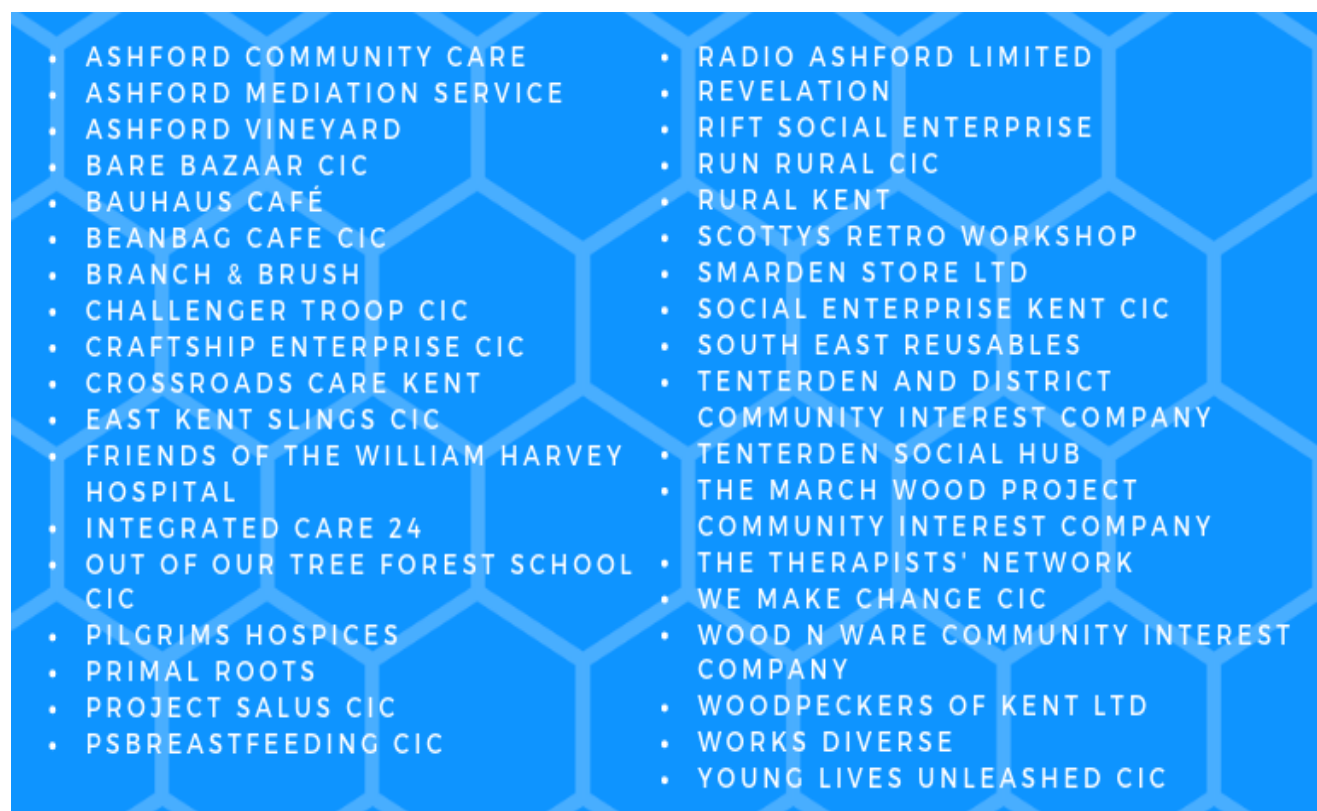 • ASHFORD COMMUNITY CARE
• ASHFORD MEDIATION SERVICE
• ASHFORD VINEYARD
• BARE BAZAAR CIC
• BAUHAUS CAFÉ
• BEANBAG CAFE CIC
• BRANCH & BRUSH
• CHALLENGER TROOP CIC
• CRAFTSHIP ENTERPRISE CIC
• CROSSROADS CARE KENT
• EAST KENT SLINGS CIC
• FRIENDS OF THE WILLIAM HARVEY
HOSPITAL
• INTEGRATED CARE 24
• OUT OF OUR TREE FOREST SCHOOL
CIC
• PILGRIMS HOSPICES
• PRIMAL ROOTS
• PROJECT SALUS CIC
• PSBREASTFEEDING CIC
• RADIO ASHFORD LIMITED
• REVELATION
• RIFT SOCIAL ENTERPRISE
• RUN RURAL CIC
• RURAL KENT
• SCOTTYS RETRO WORKSHOP
• SMARDEN STORE LTD
• SOCIAL ENTERPRISE KENT CIC
• SOUTH EAST REUSABLES
• TENTERDEN AND DISTRICT
COMMUNITY INTEREST COMPANY
• TENTERDEN SOCIAL HUB
• THE MARCH WOOD PROJECT
COMMUNITY INTEREST COMPANY
• THE THERAPISTS' NETWORK
• WE MAKE CHANGE CIC
• WOOD N WARE COMMUNITY INTEREST
COMPANY
• WOODPECKERS OF KENT LTD
• WORKS DIVERSE
• YOUNG LIVES UNLEASHED CIC